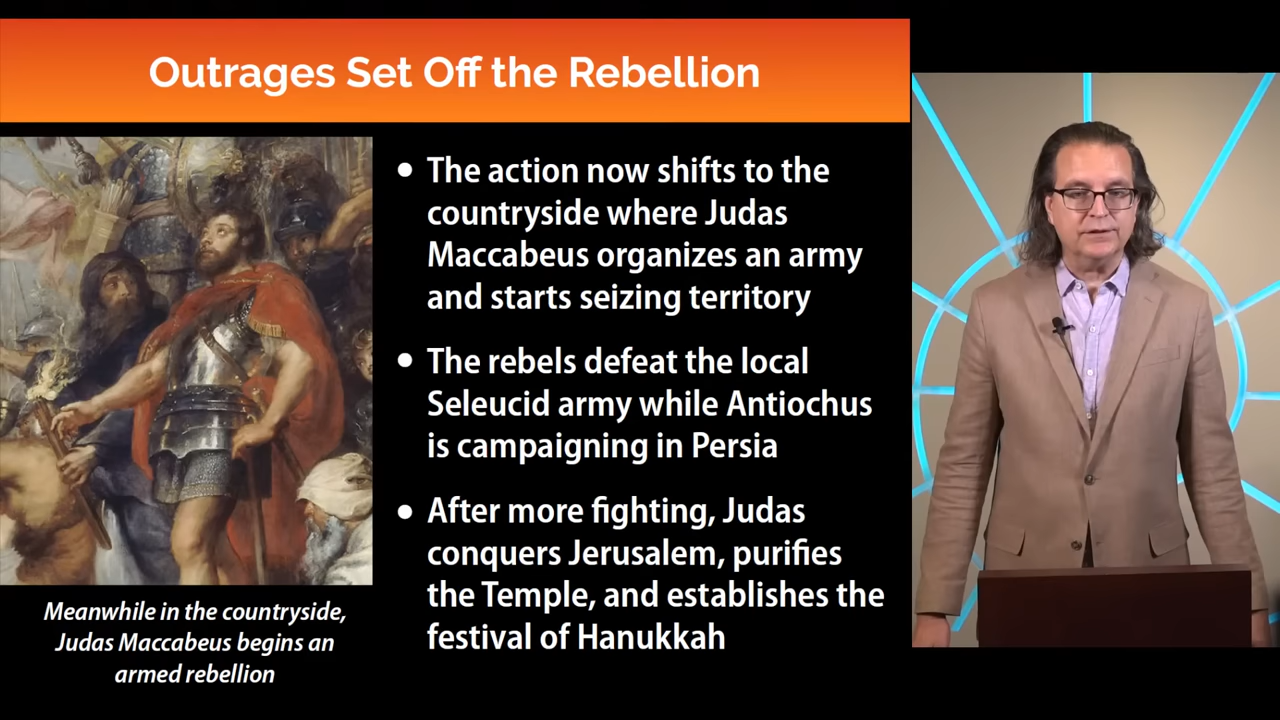 Outrages Set Off the Rebellion
• The action now shifts to the
countryside where Judas
Maccabeus organizes an army
and starts seizing territory
• The rebels defeat the local
Seleucid army while Antiochus
is campaigning in Persia
• After more fighting, Judas
conquers Jerusalem, purifies
the Temple, and establishes the
festival of Hanukkah
Meanwhile in the countryside,
Judas Maccabeus begins an
armed rebellion